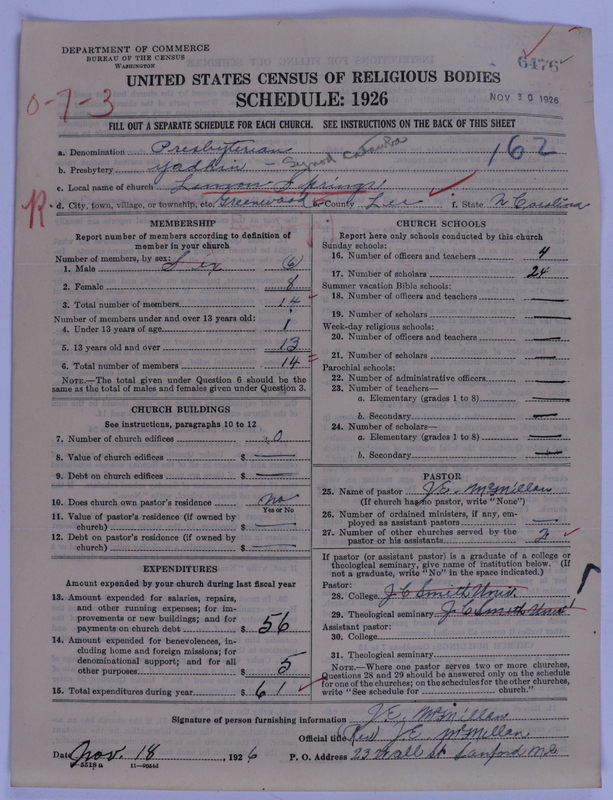 DEPARTMENT OF COMMERCE
BUREAU OF THE CENSUS
WASHINGTON
6476
UNITED STATES CENSUS OF RELIGIOUS BODIES
SCHEDULE: 1926
NOV 30 1926
0-7-3
FILL OUT A SEPARATE SCHEDULE FOR EACH CHURCH. SEE INSTRUCTIONS ON THE BACK OF THIS SHEET
a. Denomination Presbyterian
162
b. Presbytery Yadkin - Synod Catawba
c. Local name of church Springs
R
d. City, town, village, or township, etc. Greenwood e. County Lee f. State N Carolina
MEMBERSHIP
Report number of members according to definition of member in your church
Number of members, by sex:
1. Male Six (6)
2. Female 8
3. Total number of members 14
Number of members under and over 13 years old:
4. Under 13 years of age 1
5. 13 years old and over 13
6. Total number of members 14
NOTE.—The total given under Question 6 should be the same as the total of males and females given under Question 3.
CHURCH BUILDINGS
See instructions, paragraphs 10 to 12
7. Number of church edifices 0
8. Value of church edifices $ —
9. Debt on church edifices $ —
10. Does church own pastor's residence No
Yes or No
11. Value of pastor's residence (if owned by church) $ —
12. Debt on pastor's residence (if owned by church) $ —
EXPENDITURES
Amount expended by your church during last fiscal year
13. Amount expended for salaries, repairs, and other running expenses; for improvements or new buildings; and for payments on church debt $ 56
14. Amount expended for benevolences, including home and foreign missions; for denominational support; and for all other purposes $ 5
15. Total expenditures during year $ 61
CHURCH SCHOOLS
Report here only schools conducted by this church
Sunday schools:
16. Number of officers and teachers 4
17. Number of scholars 24
Summer vacation Bible schools:
18. Number of officers and teachers —
19. Number of scholars —
Week-day religious schools:
20. Number of officers and teachers —
21. Number of scholars —
Parochial schools:
22. Number of administrative officers —
23. Number of teachers—
a. Elementary (grades 1 to 8) —
b. Secondary —
24. Number of scholars—
a. Elementary (grades 1 to 8) —
b. Secondary —
PASTOR
25. Name of pastor J.E. McMillan
(If church has no pastor, write "None")
26. Number of ordained ministers, if any, employed as assistant pastors —
27. Number of other churches served by the pastor or his assistants 2
If pastor (or assistant pastor) is a graduate of a college or theological seminary, give name of institution below. (If not a graduate, write "No" in the space indicated.)
Pastor:
28. College J C Smith Univ.
29. Theological seminary J. C Smith Univ.
Assistant pastor:
30. College
31. Theological seminary
NOTE.—Where one pastor serves two or more churches, Questions 28 and 29 should be answered only on the schedule for one of the churches; on the schedules for the other churches, write "See schedule for church."
Signature of person furnishing information J.E. McMillan
Official title (Rev) J.E. McMillan
Date Nov. 18, 1926 P. O. Address 23 Wall St Sanford N.C
5519a 11—9054d